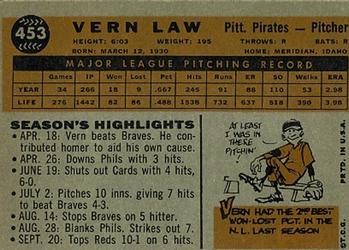 453
VERN LAW
Pitt. Pirates — Pitcher
HEIGHT: 6:03 WEIGHT: 195 THROWS: R BATS: R
BORN: MARCH 12, 1930 HOME: MERIDIAN, IDAHO
MAJOR LEAGUE PITCHING RECORD
Games IP Won Lost Pct. Hits R SO BB ERA
YEAR 34 266 18 9 .667 245 91 110 53 2.98
LIFE 276 1442 82 86 .488 1538 732 637 386 3.98
SEASON'S HIGHLIGHTS
• APR. 18: Vern beats Braves. He contributed homer to aid his own cause.
• APR. 26: Downs Phils with 3 hits.
• JUNE 19: Shuts out Cards with 4 hits, 6-0.
• JULY 2: Pitches 10 inns. giving 7 hits to beat Braves 4-3.
• AUG. 14: Stops Braves on 5 hitter.
• AUG. 28: Blanks Phils. Strikes out 7.
• SEPT. 20: Tops Reds 10-1 on 6 hits.
AT LEAST
I WAS IN
THERE
PITCHIN'
VERN HAD THE 2ND BEST
WON-LOST PCT. IN THE
N.L. LAST SEASON
©T.C.G. PRTD. IN U.S.A.